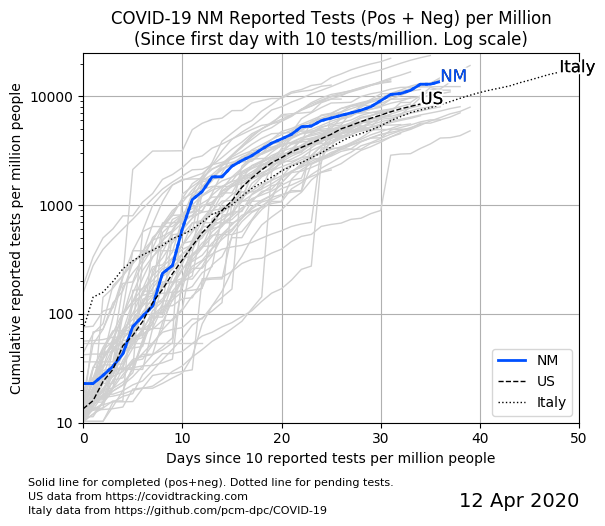 COVID-19 NM Reported Tests (Pos + Neg) per Million
(Since first day with 10 tests/million. Log scale)
Cumulative reported tests per million people
10000
1000
100
10
NM
US
Italy
NM
US
Italy
0 10 20 30 40 50
Days since 10 reported tests per million people
Solid line for completed (pos+neg). Dotted line for pending tests.
US data from https://covidtracking.com
Italy data from https://github.com/pcm-dpc/COVID-19
12 Apr 2020